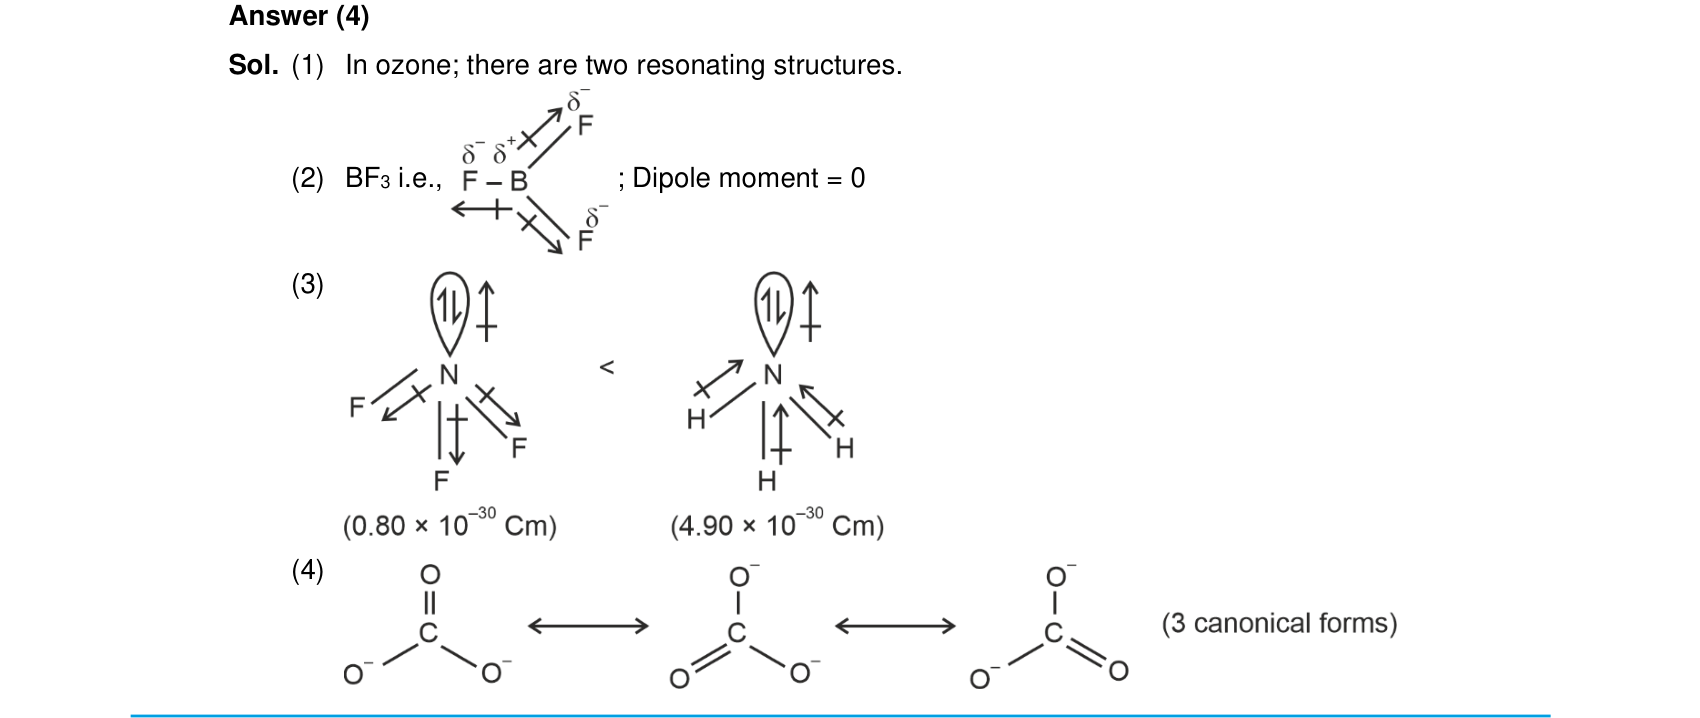 Answer (4)
Sol. (1) In ozone; there are two resonating structures.
δ⁻
F
δ⁻ δ⁺
(2) BF₃ i.e., F – B ; Dipole moment = 0
δ⁻
F
(3)
N < N
F H
F H
F H
(0.80 × 10⁻³⁰ Cm) (4.90 × 10⁻³⁰ Cm)
(4)
O O⁻ O⁻
C C C (3 canonical forms)
O⁻ O⁻ O O⁻ O⁻ O